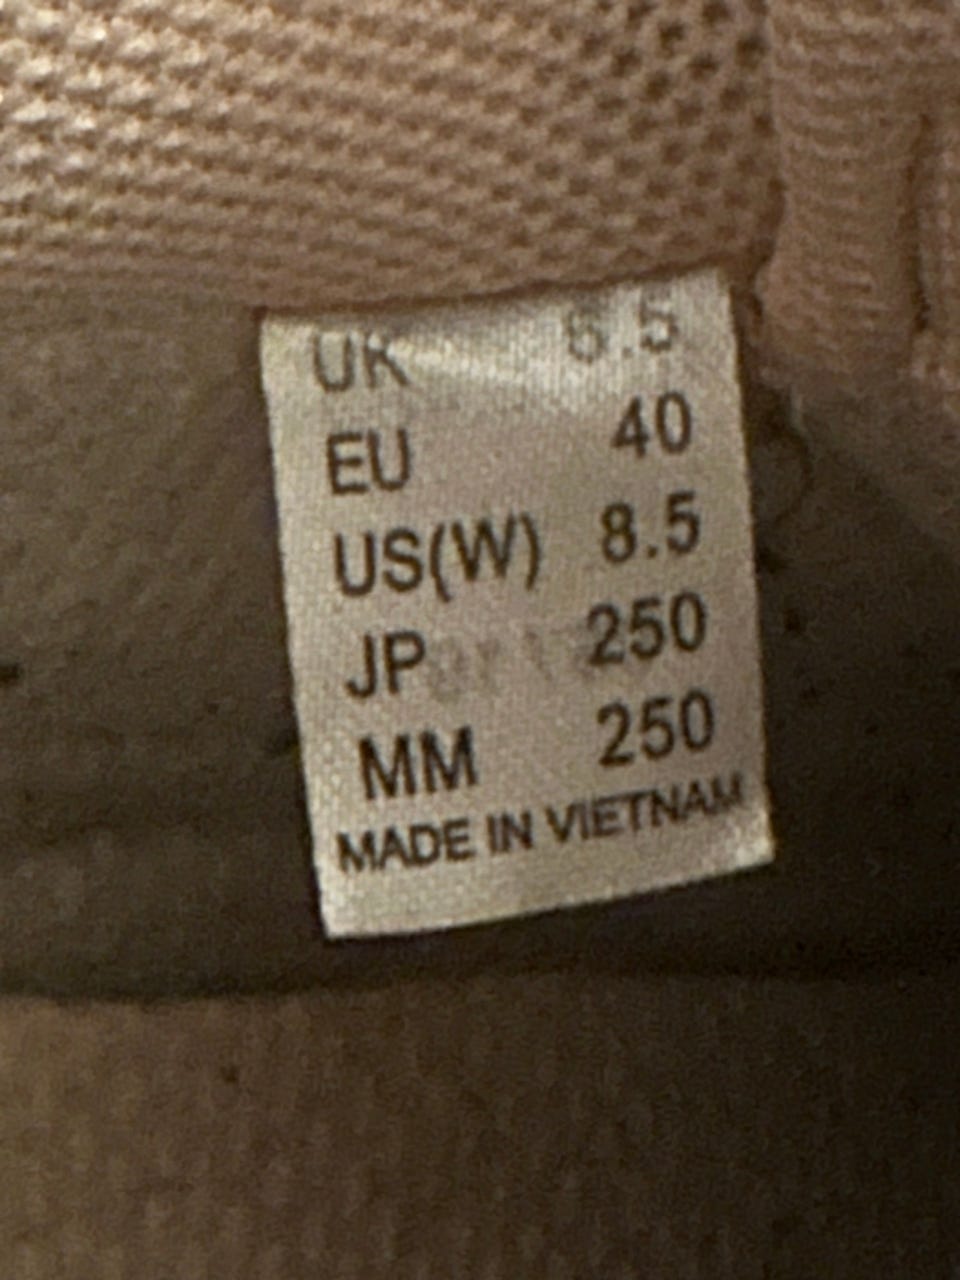 UK 6.5
EU 40
US(W) 8.5
JP 250
MM 250
MADE IN VIETNAM